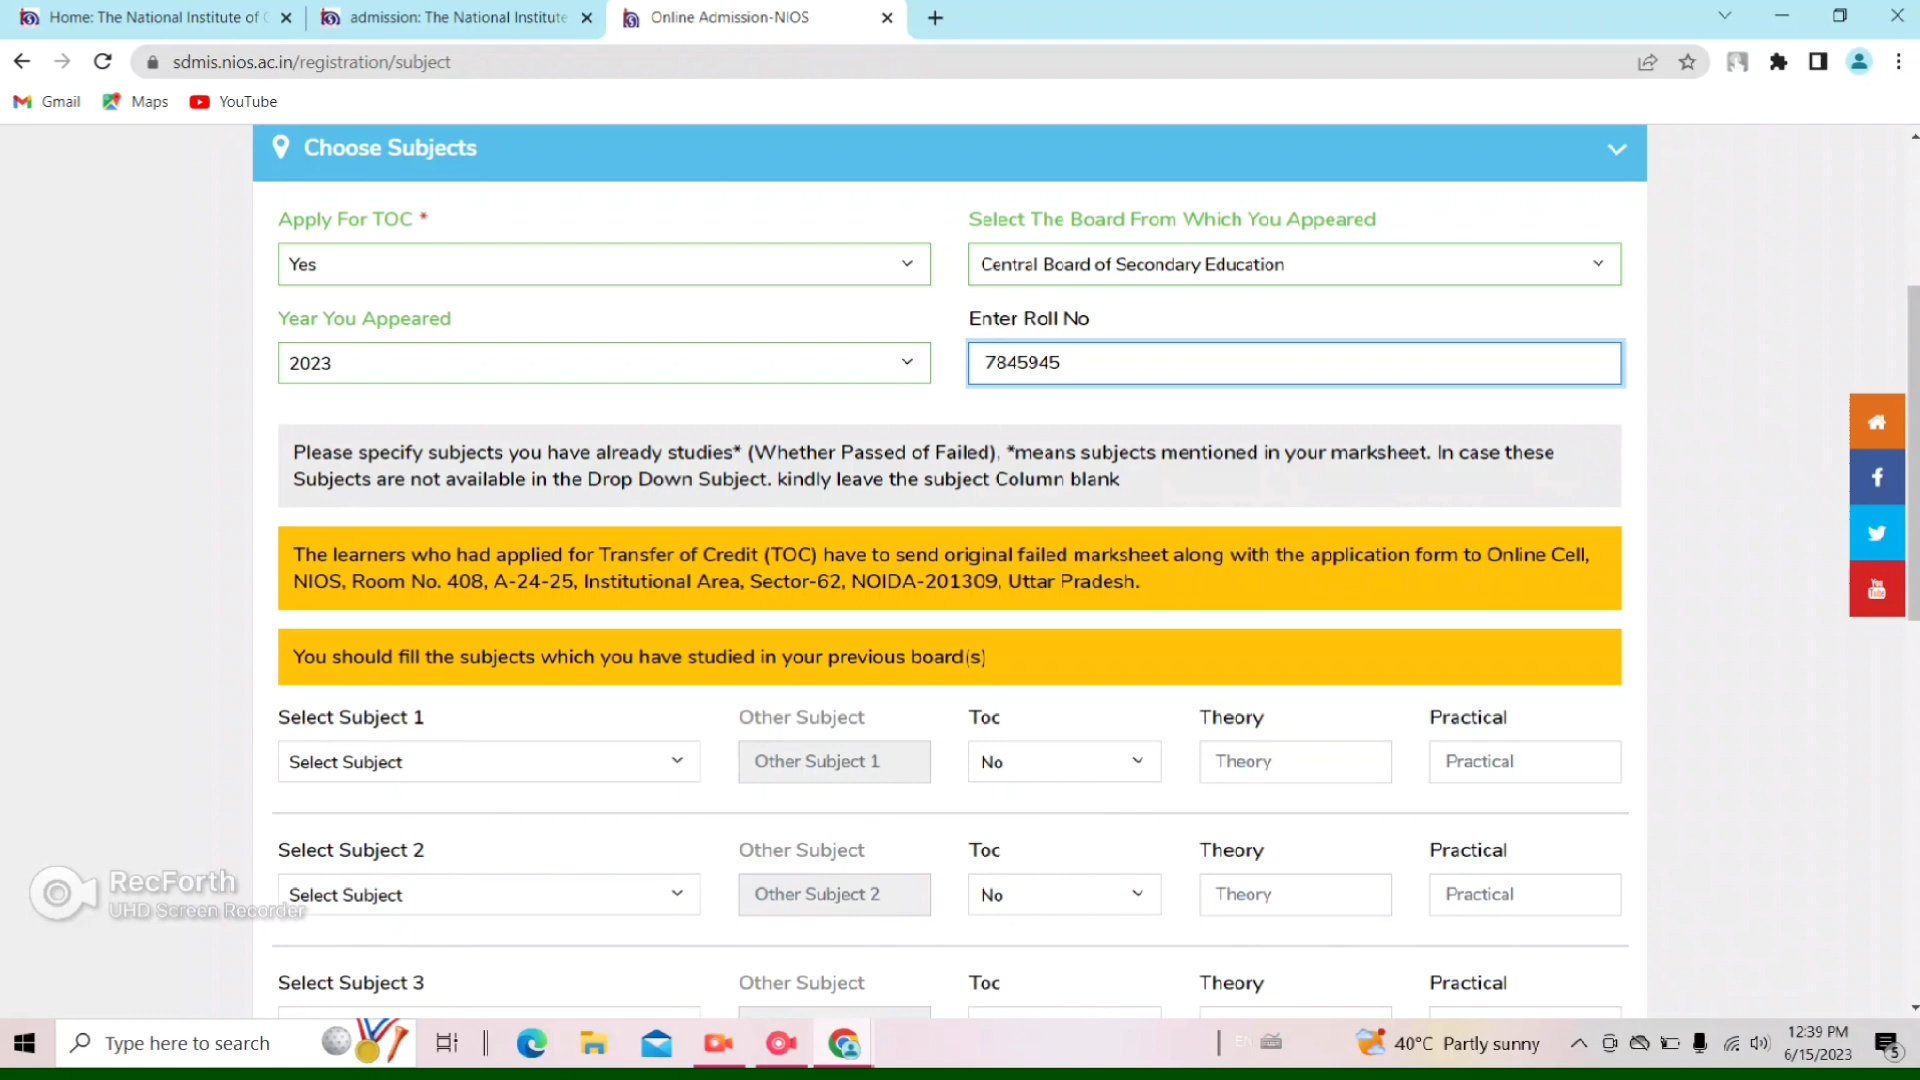 Home: The National Institute of
admission: The National Institute
Online Admission-NIOS
sdmis.nios.ac.in/registration/subject
Gmail
Maps
YouTube
Choose Subjects
Apply For TOC *
Select The Board From Which You Appeared
Yes
Central Board of Secondary Education
Year You Appeared
Enter Roll No
2023
7845945
Please specify subjects you have already studies* (Whether Passed of Failed), *means subjects mentioned in your marksheet. In case these
Subjects are not available in the Drop Down Subject. kindly leave the subject Column blank
The learners who had applied for Transfer of Credit (TOC) have to send original failed marksheet along with the application form to Online Cell,
NIOS, Room No. 408, A-24-25, Institutional Area, Sector-62, NOIDA-201309, Uttar Pradesh.
You should fill the subjects which you have studied in your previous board(s)
Select Subject 1 Other Subject Toc Theory Practical
Select Subject Other Subject 1 No Theory Practical
Select Subject 2 Other Subject Toc Theory Practical
Select Subject Other Subject 2 No Theory Practical
RecForth
UHD Screen Recorder
Select Subject 3 Other Subject Toc Theory Practical
Type here to search
EN
40°C Partly sunny
12:39 PM
6/15/2023
5
You
Tube